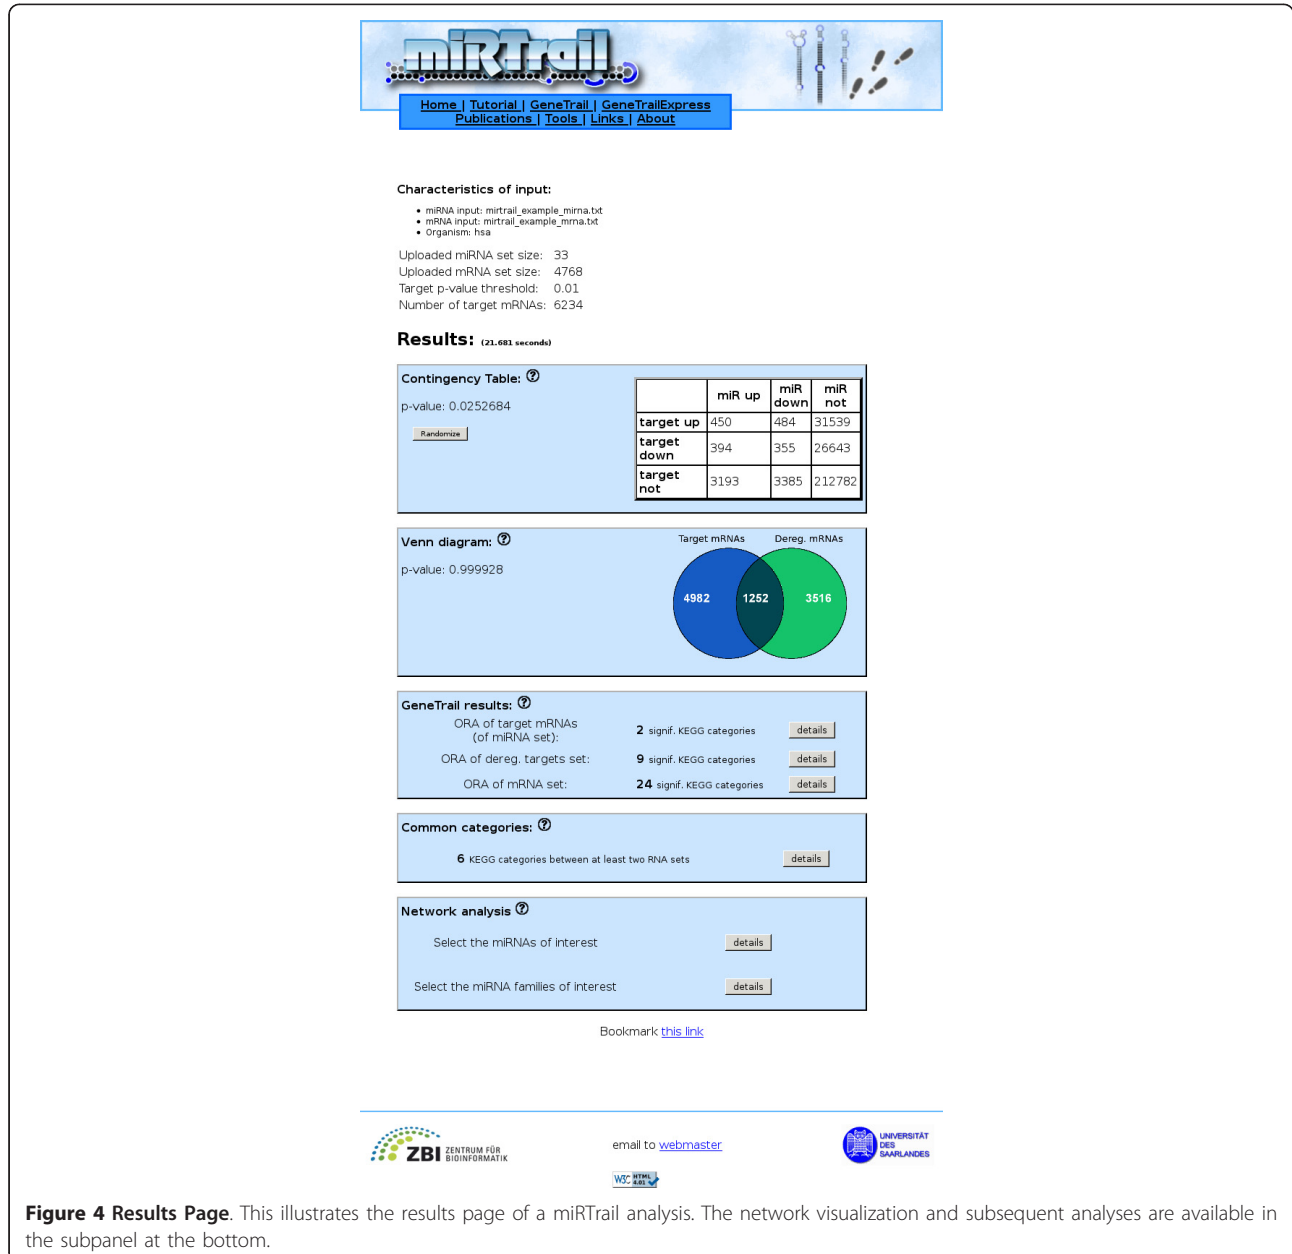 miRTrail
Home | Tutorial | GeneTrail | GeneTrailExpress
Publications | Tools | Links | About
Characteristics of input:
• miRNA input: mirtrail_example_mirna.txt
• mRNA input: mirtrail_example_mrna.txt
• Organism: hsa
Uploaded miRNA set size: 33
Uploaded mRNA set size: 4768
Target p-value threshold: 0.01
Number of target mRNAs: 6234
Results: (21.681 seconds)
Contingency Table: ?
p-value: 0.0252684
Randomize
miR up miR down miR not
target up 450 484 31539
target down 394 355 26643
target not 3193 3385 212782
Venn diagram: ?
p-value: 0.999928
Target mRNAs Dereg. mRNAs
4982 1252 3516
GeneTrail results: ?
ORA of target mRNAs
(of miRNA set): 2 signif. KEGG categories details
ORA of dereg. targets set: 9 signif. KEGG categories details
ORA of mRNA set: 24 signif. KEGG categories details
Common categories: ?
6 KEGG categories between at least two RNA sets details
Network analysis ?
Select the miRNAs of interest details
Select the miRNA families of interest details
Bookmark this link
ZBI ZENTRUM FÜR
BIOINFORMATIK
email to webmaster
W3C HTML 4.01
UNIVERSITÄT
DES
SAARLANDES
Figure 4 Results Page. This illustrates the results page of a miRTrail analysis. The network visualization and subsequent analyses are available in
the subpanel at the bottom.